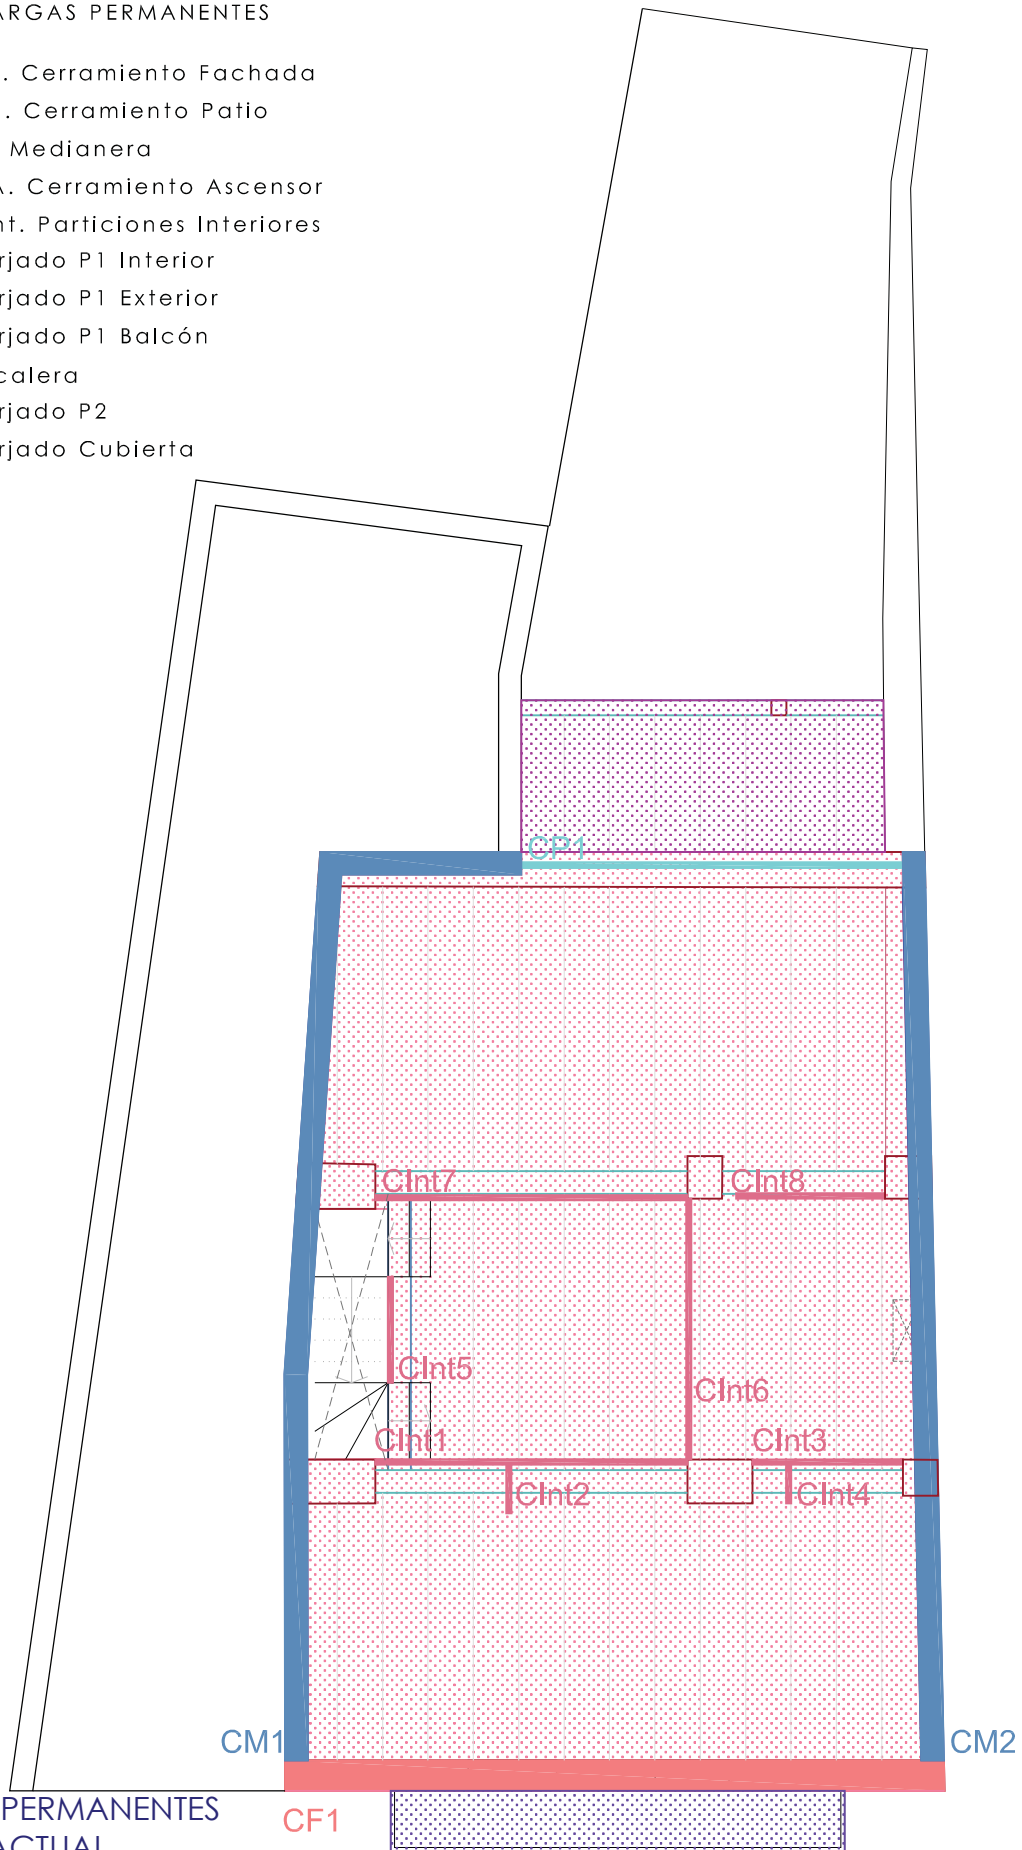 ARGAS PERMANENTES
. Cerramiento Fachada
. Cerramiento Patio
Medianera
A. Cerramiento Ascensor
nt. Particiones Interiores
rjado P1 Interior
rjado P1 Exterior
rjado P1 Balcón
calera
rjado P2
rjado Cubierta
CP1
CInt7
CInt8
CInt5
CInt6
CInt1
CInt3
CInt2
CInt4
CM1
CM2
PERMANENTES
CF1
ACTUAL